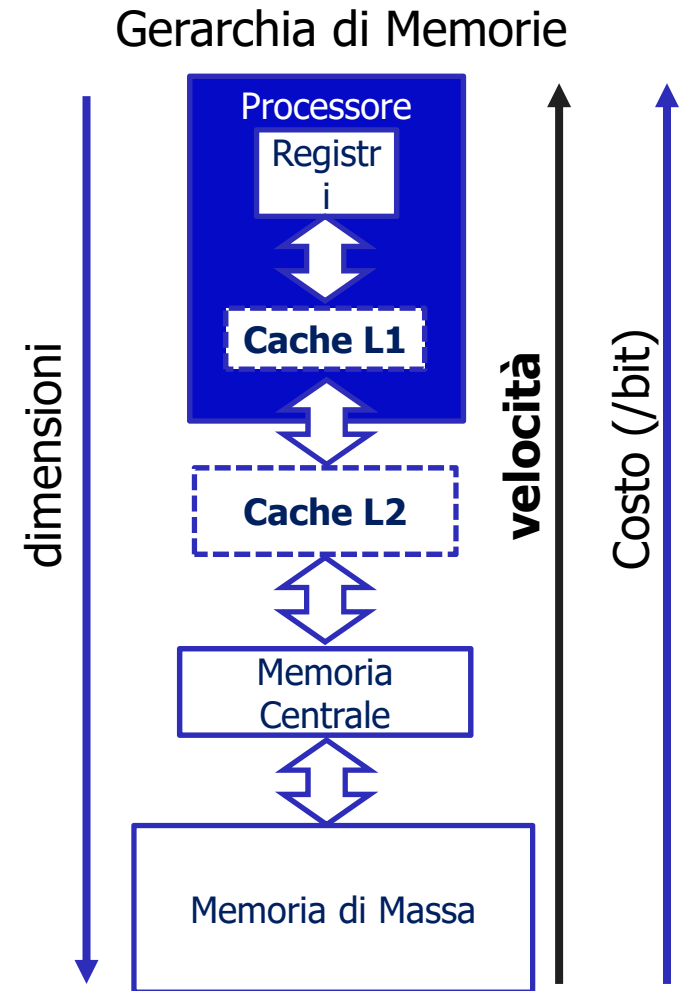 Gerarchia di Memorie
Processore
Registr
i
Cache L1
Cache L2
Memoria
Centrale
Memoria di Massa
dimensioni
velocità
Costo (/bit)